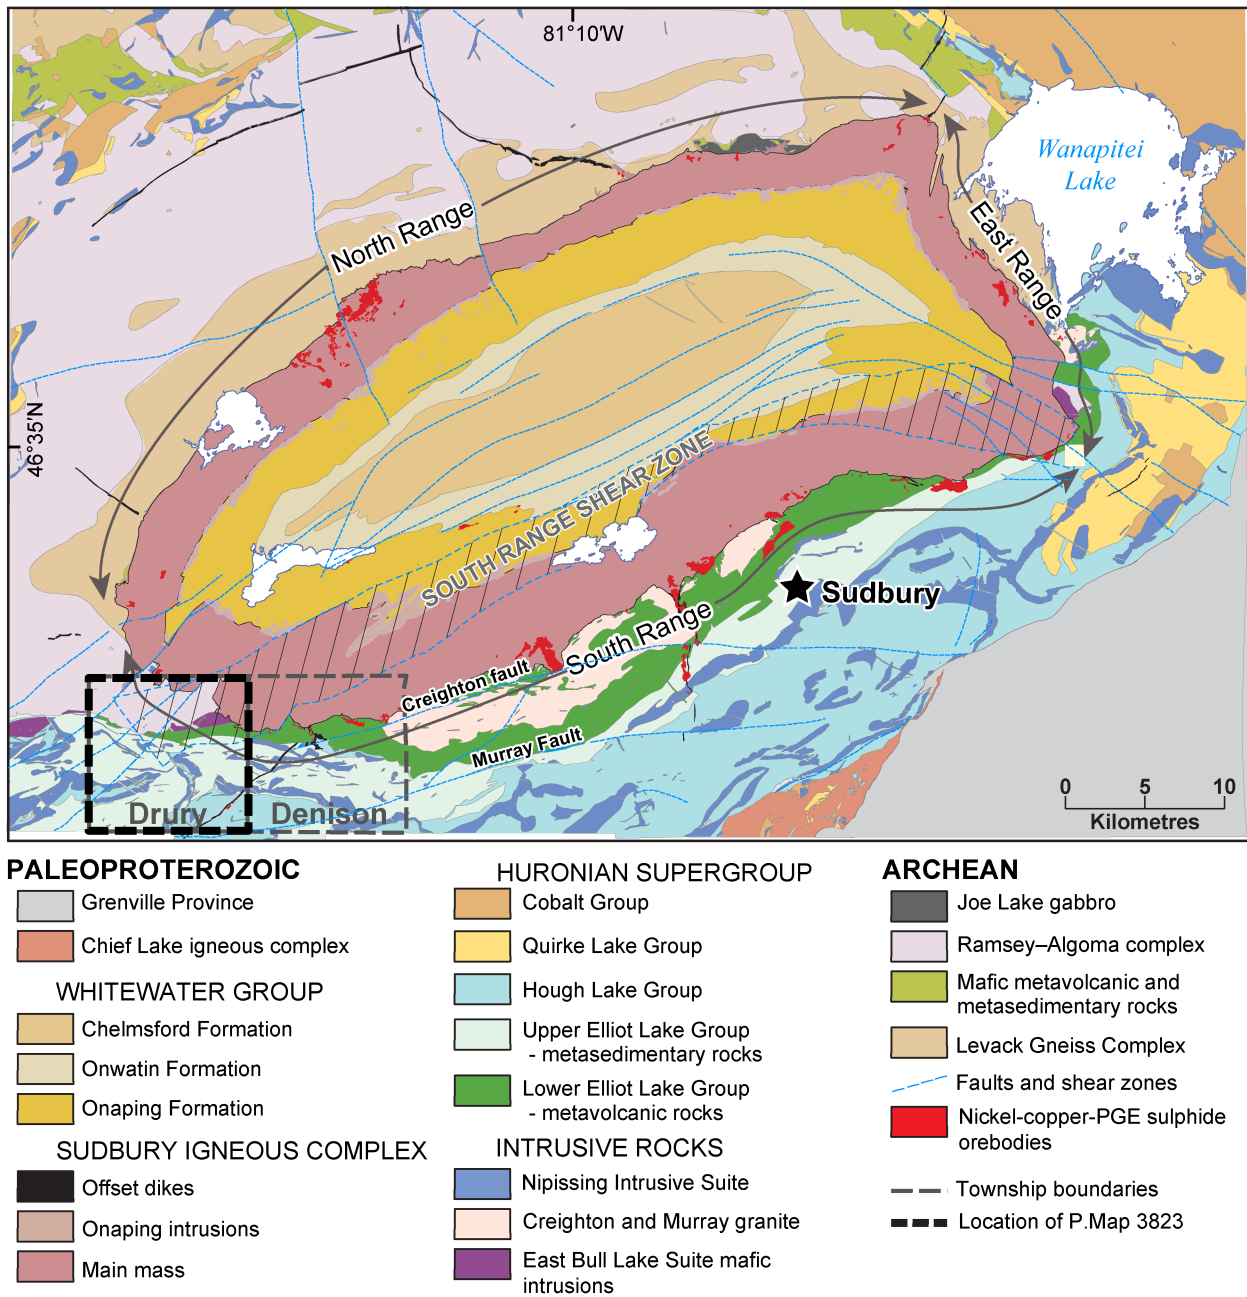 81°10'W
Wanapitei
Lake
North Range
East Range
46°35'N
SOUTH RANGE SHEAR ZONE
Sudbury
South Range
Creighton fault
Murray Fault
Drury
Denison
0 5 10
Kilometres
PALEOPROTEROZOIC
Grenville Province
Chief Lake igneous complex
WHITEWATER GROUP
Chelmsford Formation
Onwatin Formation
Onaping Formation
SUDBURY IGNEOUS COMPLEX
Offset dikes
Onaping intrusions
Main mass
HURONIAN SUPERGROUP
Cobalt Group
Quirke Lake Group
Hough Lake Group
Upper Elliot Lake Group
- metasedimentary rocks
Lower Elliot Lake Group
- metavolcanic rocks
INTRUSIVE ROCKS
Nipissing Intrusive Suite
Creighton and Murray granite
East Bull Lake Suite mafic
intrusions
ARCHEAN
Joe Lake gabbro
Ramsey–Algoma complex
Mafic metavolcanic and
metasedimentary rocks
Levack Gneiss Complex
Faults and shear zones
Nickel-copper-PGE sulphide
orebodies
Township boundaries
Location of P.Map 3823